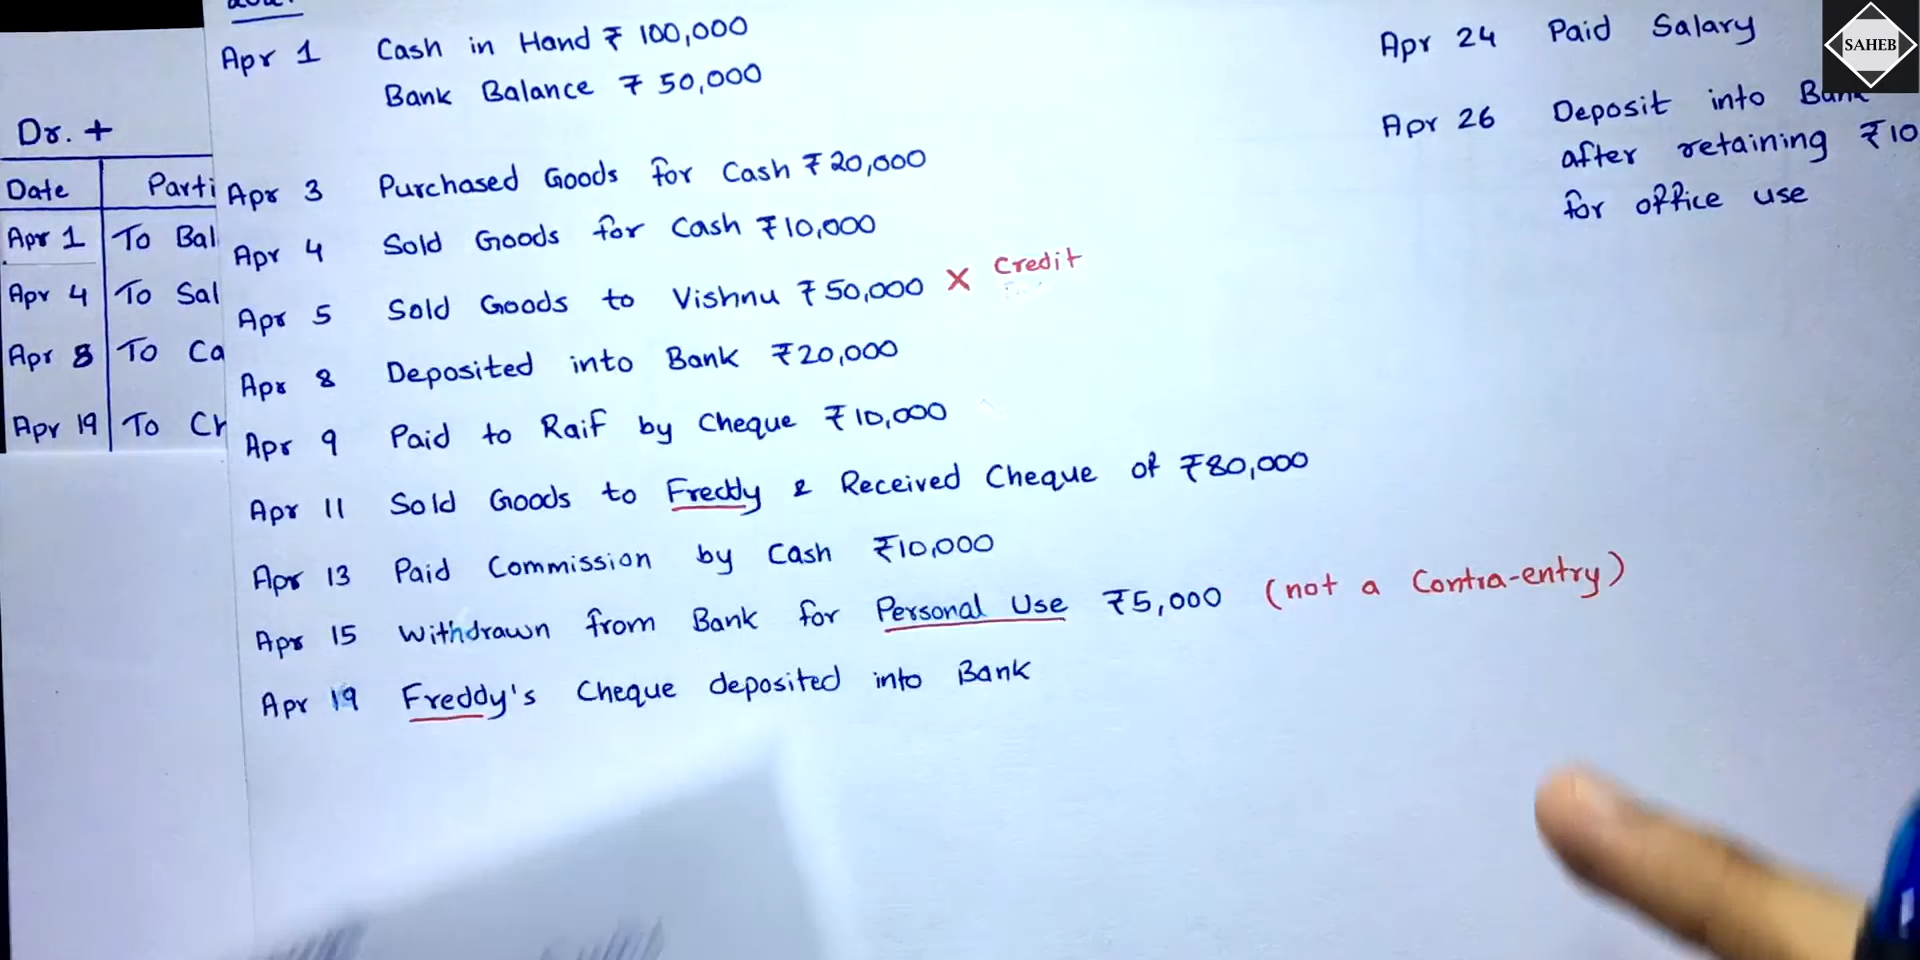 Dr. +
Date
Apr 1 To
Apr 4 To
Apr 8 To
Apr 19 To
Apr 1 Cash in Hand ₹ 100,000
Bank Balance ₹ 50,000
Apr 3 Purchased Goods for Cash ₹20,000
Apr 4 Sold Goods for Cash ₹10,000
Apr 5 Sold Goods to Vishnu ₹50,000 X Credit
Apr 8 Deposited into Bank ₹20,000
Apr 9 Paid to Raif by Cheque ₹10,000
Apr 11 Sold Goods to Freddy & Received Cheque of ₹80,000
Apr 13 Paid Commission by Cash ₹10,000
Apr 15 Withdrawn from Bank for Personal Use ₹5,000 (not a Contra-entry)
Apr 19 Freddy's Cheque deposited into Bank
Apr 24 Paid Salary
Apr 26 Deposit into Bank
after retaining ₹10
for office use
SAHEB